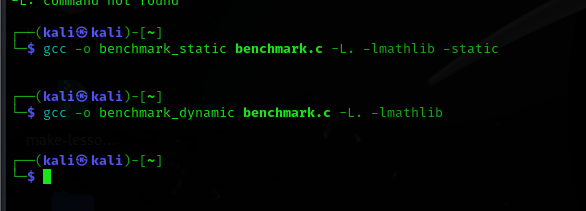 -L. command not found
┌──(kali㉿kali)-[~]
└─$ gcc -o benchmark_static benchmark.c -L. -lmathlib -static
┌──(kali㉿kali)-[~]
└─$ gcc -o benchmark_dynamic benchmark.c -L. -lmathlib
make-lesso...
┌──(kali㉿kali)-[~]
└─$